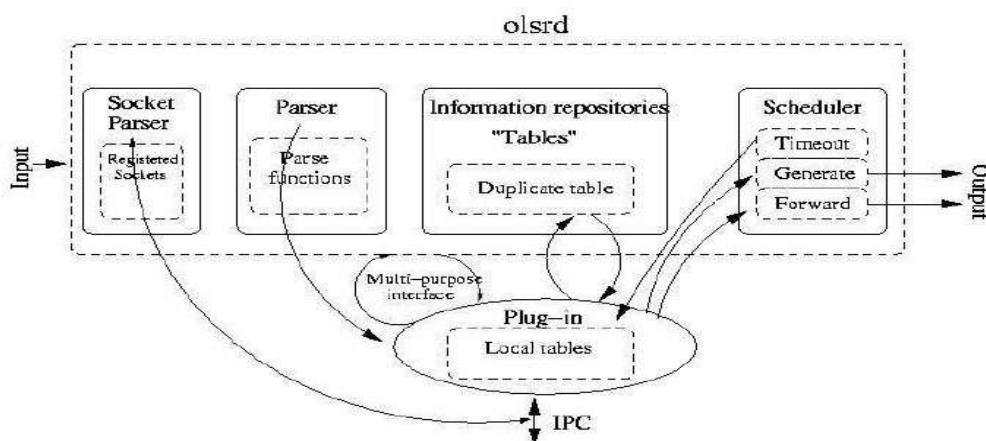 olsrd
Socket
Parser
Registeted
Sockets
Parser
Parse
functions
Information repositories
"Tables"
Duplicate table
Scheduler
Timeout
Generate
Forward
Input
Output
Multi-purpose
interface
Plug-in
Local tables
IPC